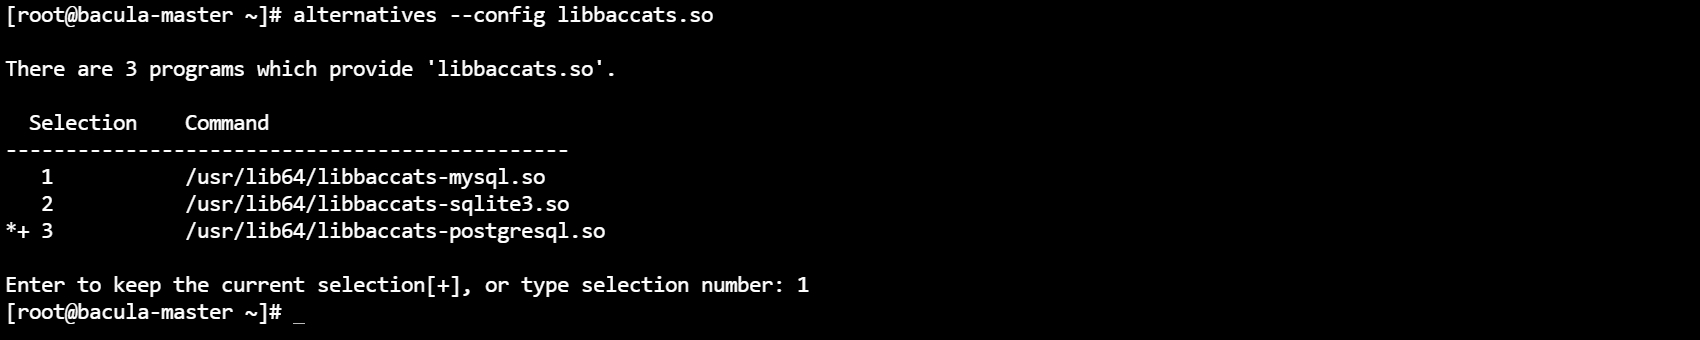 [root@bacula-master ~]# alternatives --config libbaccats.so
There are 3 programs which provide 'libbaccats.so'.
  Selection    Command
-----------------------------------------------
   1           /usr/lib64/libbaccats-mysql.so
   2           /usr/lib64/libbaccats-sqlite3.so
*+ 3           /usr/lib64/libbaccats-postgresql.so
Enter to keep the current selection[+], or type selection number: 1
[root@bacula-master ~]# _